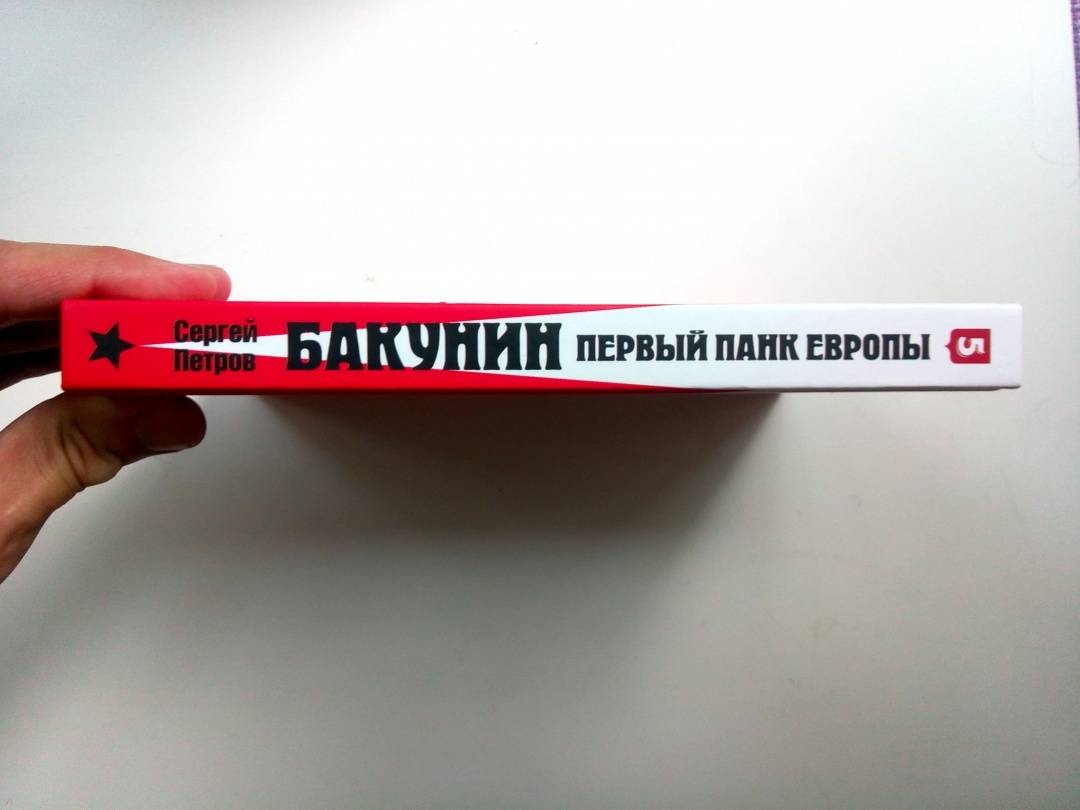 Сергей
Петров
БАКУНИН
ПЕРВЫЙ ПАНК ЕВРОПЫ
5